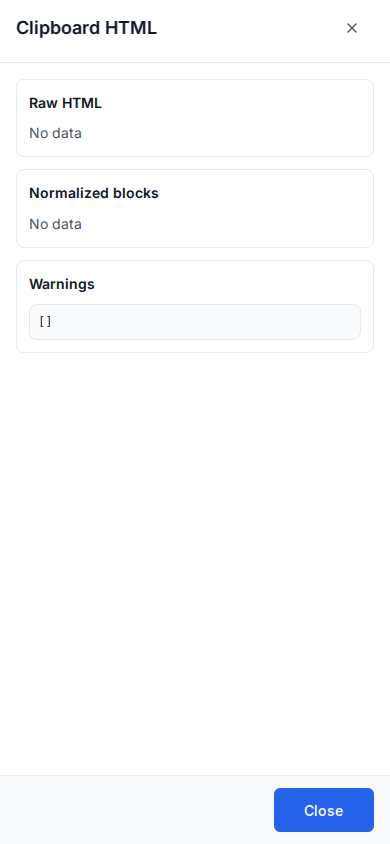 Clipboard HTML
Raw HTML
No data
Normalized blocks
No data
Warnings
[]
Close